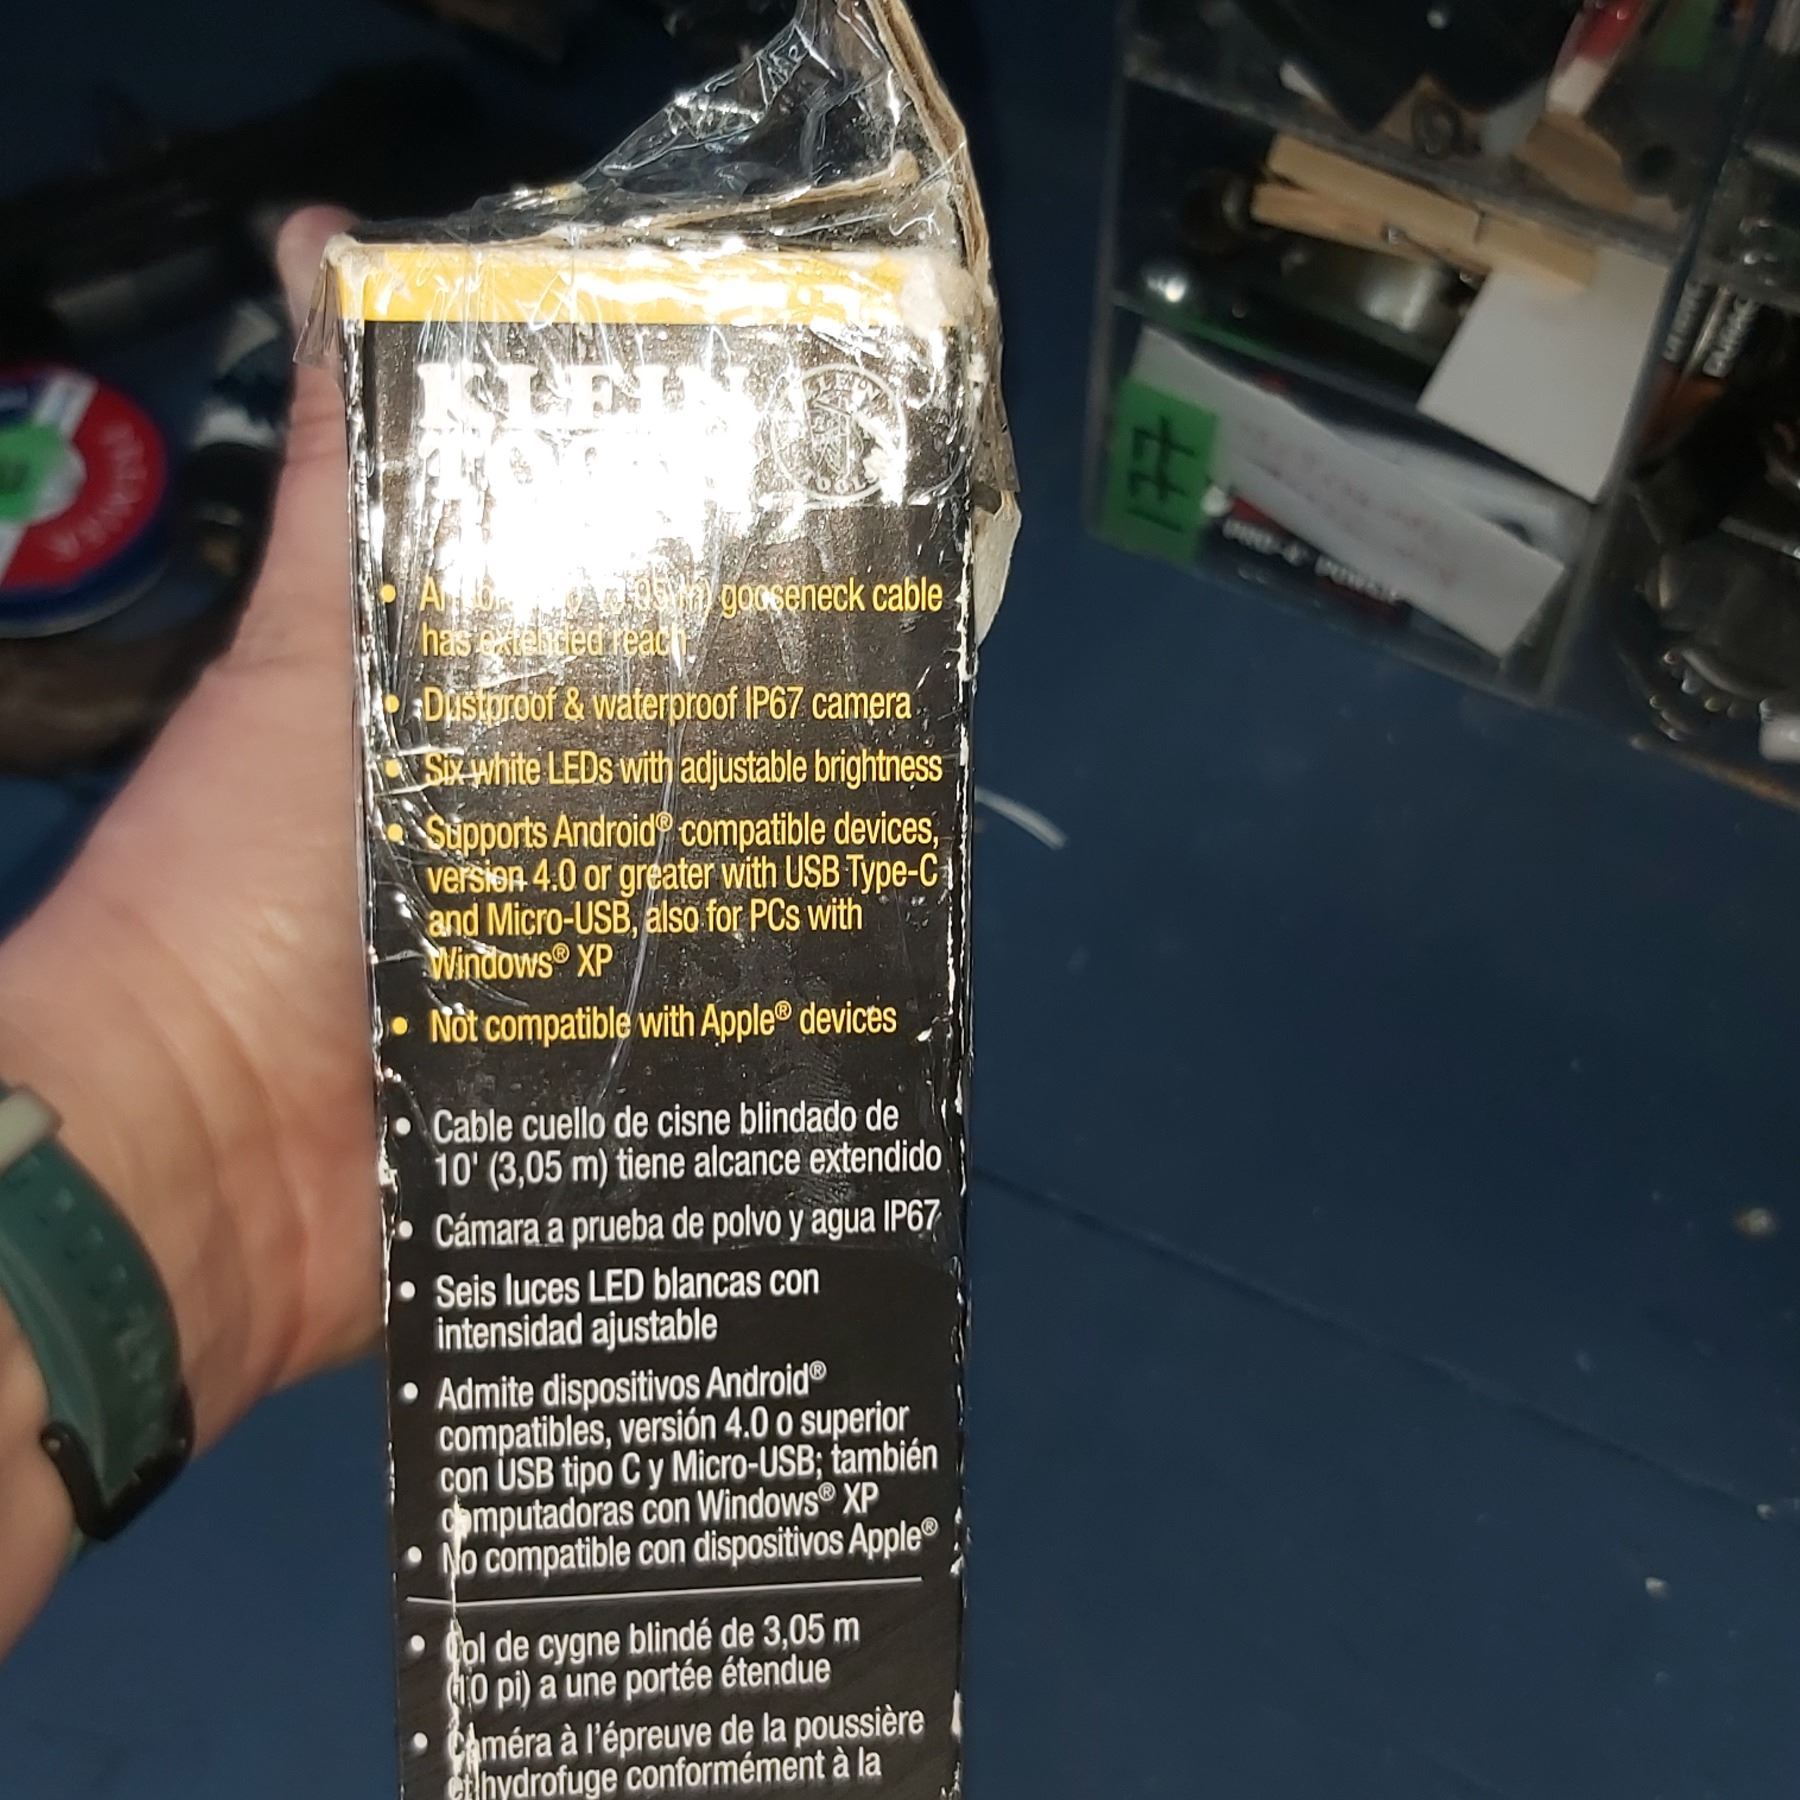 KLEIN
TOOLS
gooseneck cable
has extended reach
Dustproof & waterproof IP67 camera
Six white LEDs with adjustable brightness
Supports Android® compatible devices,
version 4.0 or greater with USB Type-C
and Micro-USB, also for PCs with
Windows® XP
Not compatible with Apple® devices
Cable cuello de cisne blindado de
10' (3,05 m) tiene alcance extendido
Cámara a prueba de polvo y agua IP67
Seis luces LED blancas con
intensidad ajustable
Admite dispositivos Android®
compatibles, versión 4.0 o superior
con USB tipo C y Micro-USB; también
computadoras con Windows® XP
No compatible con dispositivos Apple®
Col de cygne blindé de 3,05 m
(10 pi) a une portée étendue
Caméra à l'épreuve de la poussière
et hydrofuge conformément à la